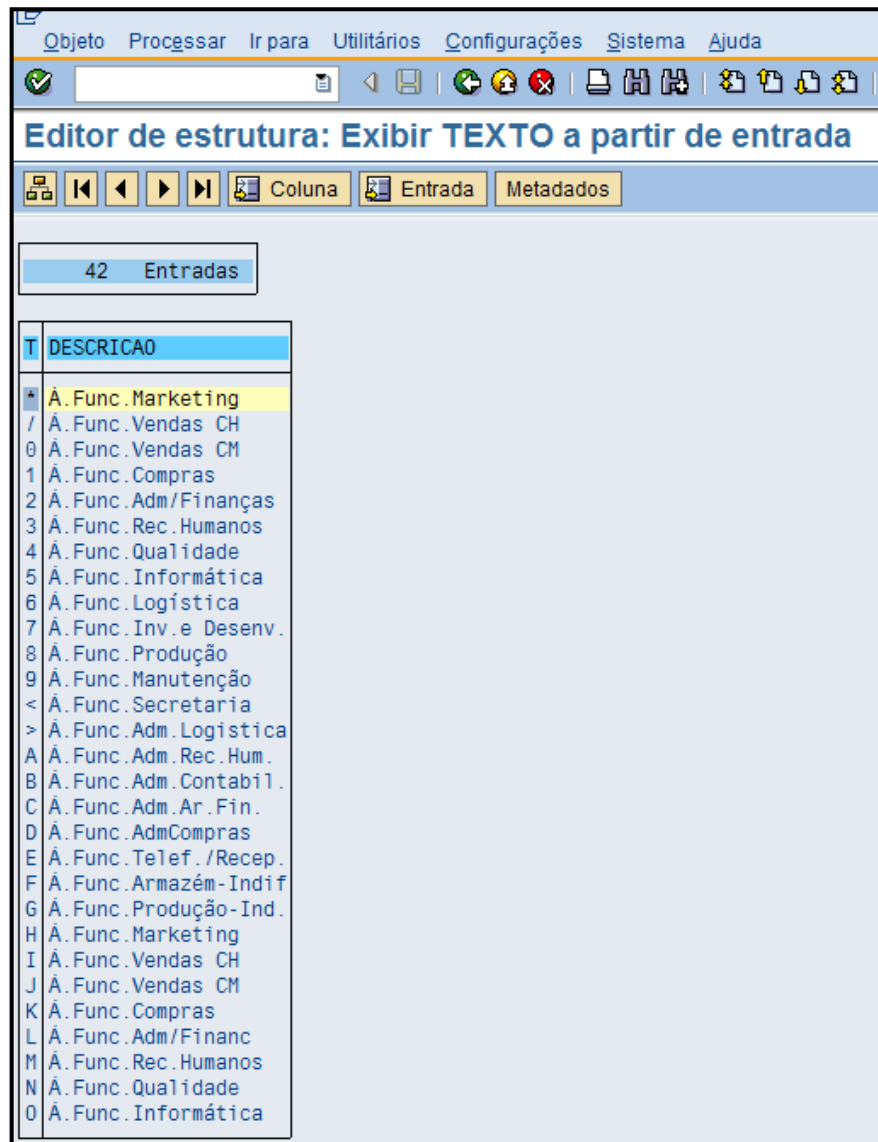 Objeto Processar Ir para Utilitários Configurações Sistema Ajuda
Editor de estrutura: Exibir TEXTO a partir de entrada
Coluna Entrada Metadados
42 Entradas
T DESCRICAO
* Á.Func.Marketing
/ Á.Func.Vendas CH
0 Á.Func.Vendas CM
1 Á.Func.Compras
2 Á.Func.Adm/Finanças
3 Á.Func.Rec.Humanos
4 Á.Func.Qualidade
5 Á.Func.Informática
6 Á.Func.Logística
7 Á.Func.Inv.e Desenv.
8 Á.Func.Produção
9 Á.Func.Manutenção
< Á.Func.Secretaria
> Á.Func.Adm.Logistica
A Á.Func.Adm.Rec.Hum.
B Á.Func.Adm.Contabil.
C Á.Func.Adm.Ar.Fin.
D Á.Func.AdmCompras
E Á.Func.Telef./Recep.
F Á.Func.Armazém-Indif
G Á.Func.Produção-Ind.
H Á.Func.Marketing
I Á.Func.Vendas CH
J Á.Func.Vendas CM
K Á.Func.Compras
L Á.Func.Adm/Financ
M Á.Func.Rec.Humanos
N Á.Func.Qualidade
O Á.Func.Informática